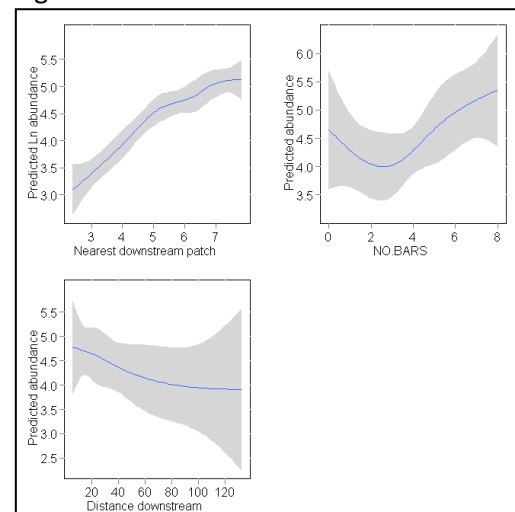 Predicted Ln abundance
5.5
5.0
4.5
4.0
3.5
3.0
3 4 5 6 7
Nearest downstream patch
Predicted abundance
6.0
5.5
5.0
4.5
4.0
3.5
0 2 4 6 8
NO.BARS
Predicted abundance
5.5
5.0
4.5
4.0
3.5
3.0
2.5
20 40 60 80 100 120
Distance downstream